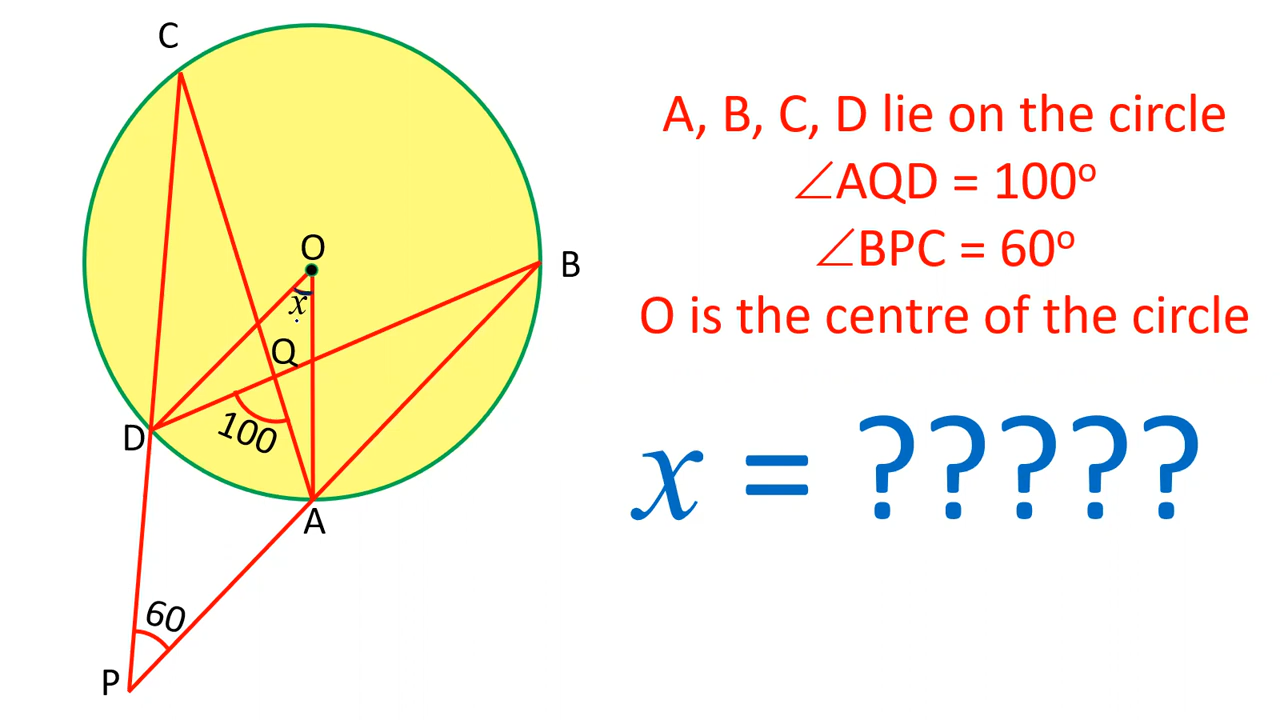 C
A, B, C, D lie on the circle
∠AQD = 100°
O
B
∠BPC = 60°
x
O is the centre of the circle
Q
D
100
x = ?????
A
60
P